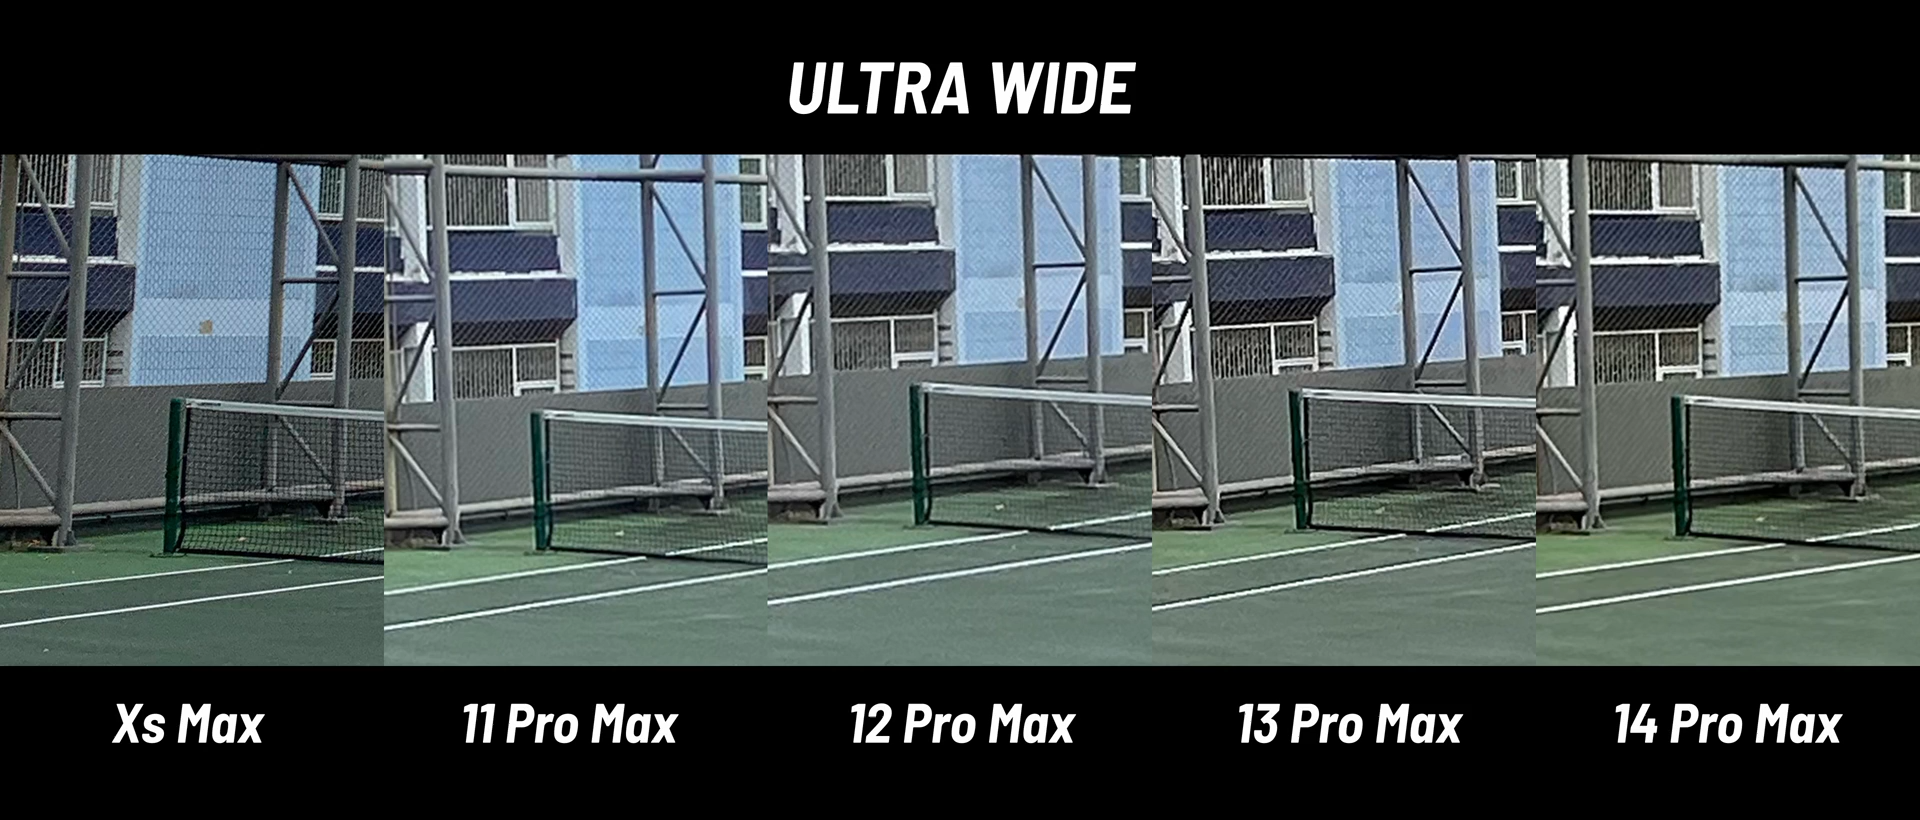 ULTRA WIDE
Xs Max
11 Pro Max
12 Pro Max
13 Pro Max
14 Pro Max